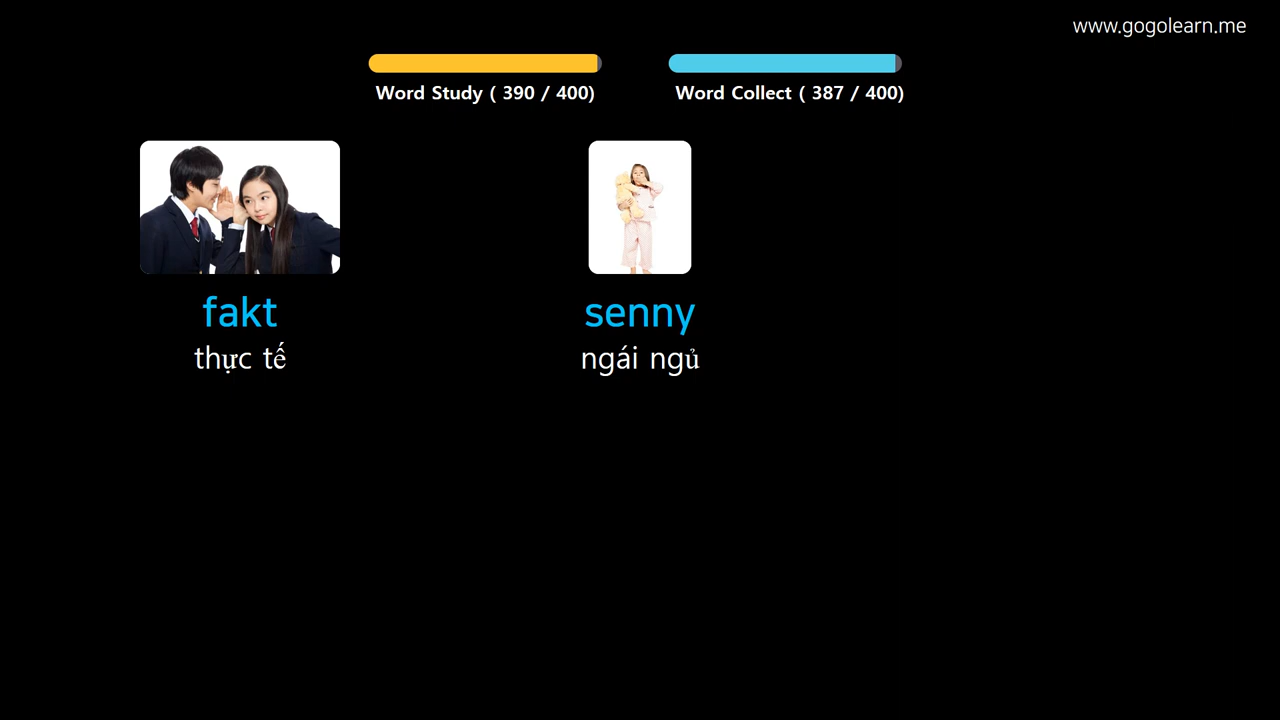 www.gogolearn.me
Word Study ( 390 / 400)
Word Collect ( 387 / 400)
fakt
thực tế
senny
ngái ngủ